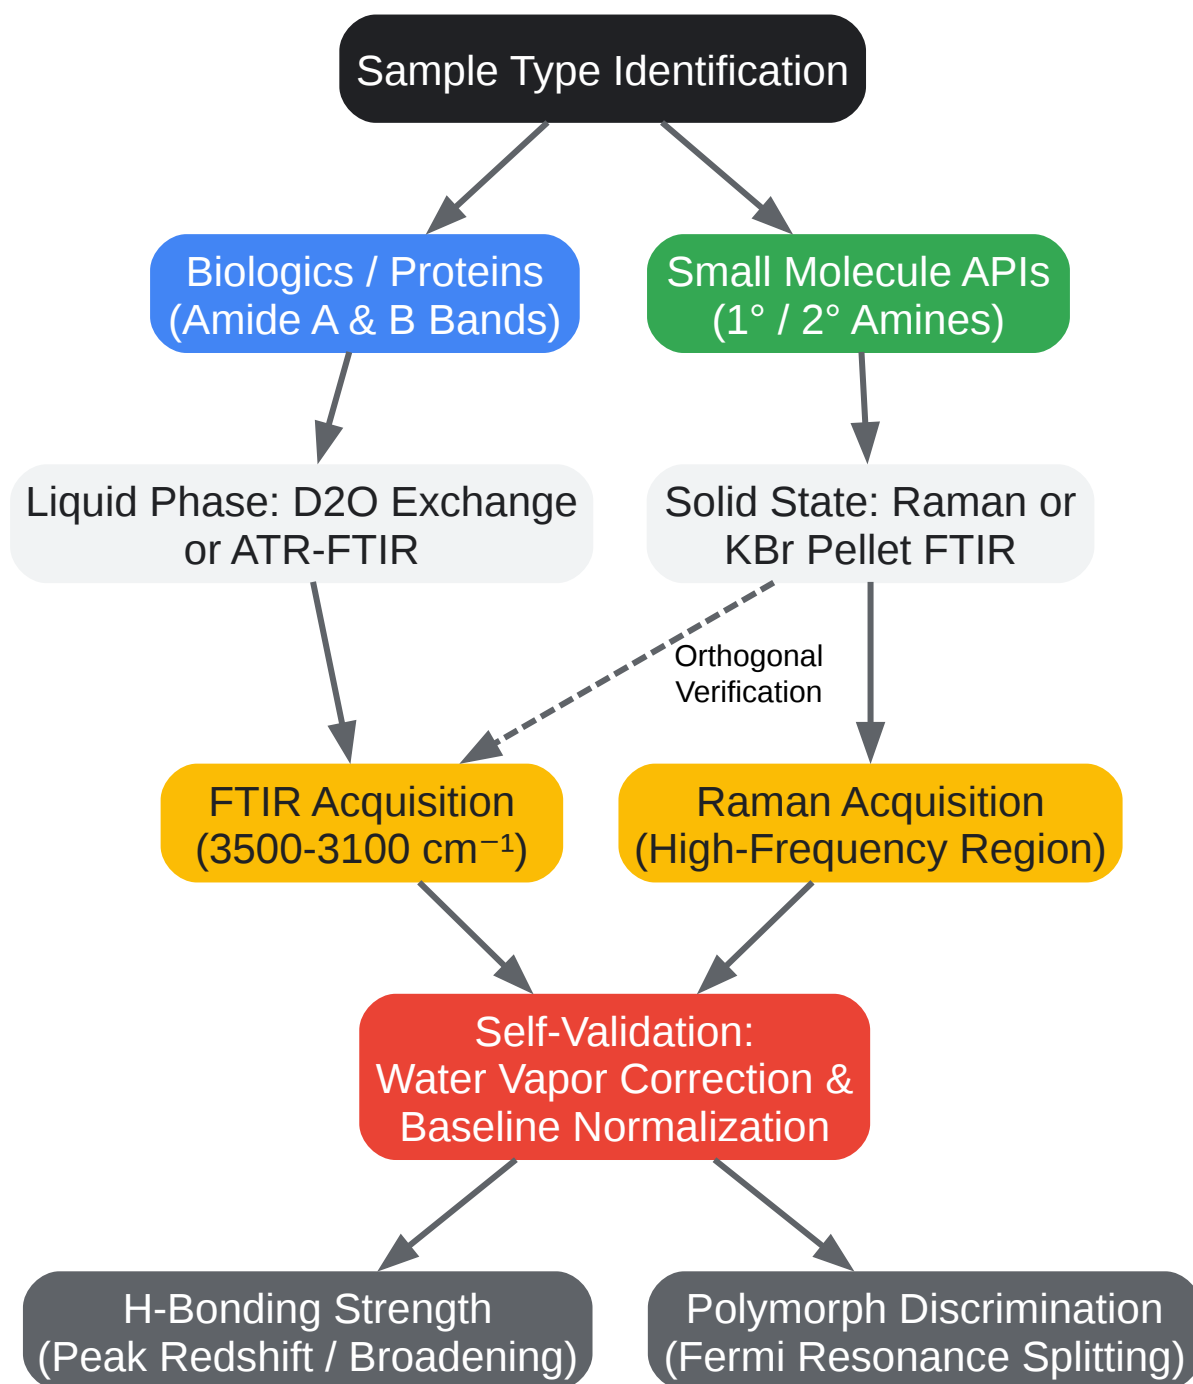 Sample Type Identification
Biologics / Proteins
(Amide A & B Bands)
Small Molecule APIs
(1° / 2° Amines)
Liquid Phase: D2O Exchange
or ATR-FTIR
Solid State: Raman or
KBr Pellet FTIR
Orthogonal
Verification
FTIR Acquisition
(3500-3100 cm⁻¹)
Raman Acquisition
(High-Frequency Region)
Self-Validation:
Water Vapor Correction &
Baseline Normalization
H-Bonding Strength
(Peak Redshift / Broadening)
Polymorph Discrimination
(Fermi Resonance Splitting)